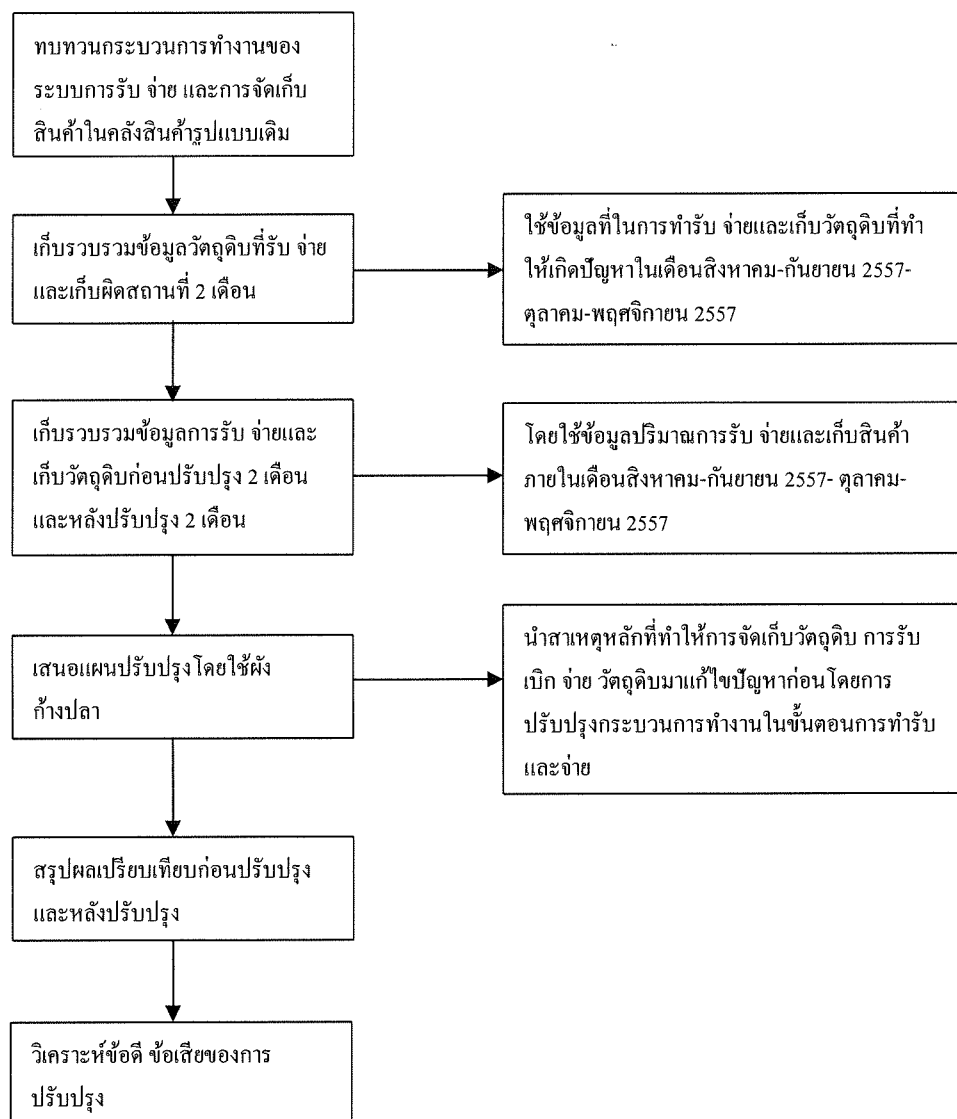 ทบทวนกระบวนการทำงานของ
ระบบการรับ จ่าย และการจัดเก็บ
สินค้าในคลังสินค้ารูปแบบเดิม
เก็บรวบรวมข้อมูลวัตถุดิบที่รับ จ่าย
และเก็บผิดสถานที่ 2 เดือน
ใช้ข้อมูลที่ในการทำรับ จ่ายและเก็บวัตถุดิบที่ทำ
ให้เกิดปัญหาในเดือนสิงหาคม-กันยายน 2557-
ตุลาคม-พฤศจิกายน 2557
เก็บรวบรวมข้อมูลการรับ จ่ายและ
เก็บวัตถุดิบก่อนปรับปรุง 2 เดือน
และหลังปรับปรุง 2 เดือน
โดยใช้ข้อมูลปริมาณการรับ จ่ายและเก็บสินค้า
ภายในเดือนสิงหาคม-กันยายน 2557- ตุลาคม-
พฤศจิกายน 2557
เสนอแผนปรับปรุงโดยใช้ผัง
ก้างปลา
นำสาเหตุหลักที่ทำให้การจัดเก็บวัตถุดิบ การรับ
เบิก จ่าย วัตถุดิบมาแก้ไขปัญหาก่อนโดยการ
ปรับปรุงกระบวนการทำงานในขั้นตอนการทำรับ
และจ่าย
สรุปผลเปรียบเทียบก่อนปรับปรุง
และหลังปรับปรุง
วิเคราะห์ข้อดี ข้อเสียของการ
ปรับปรุง